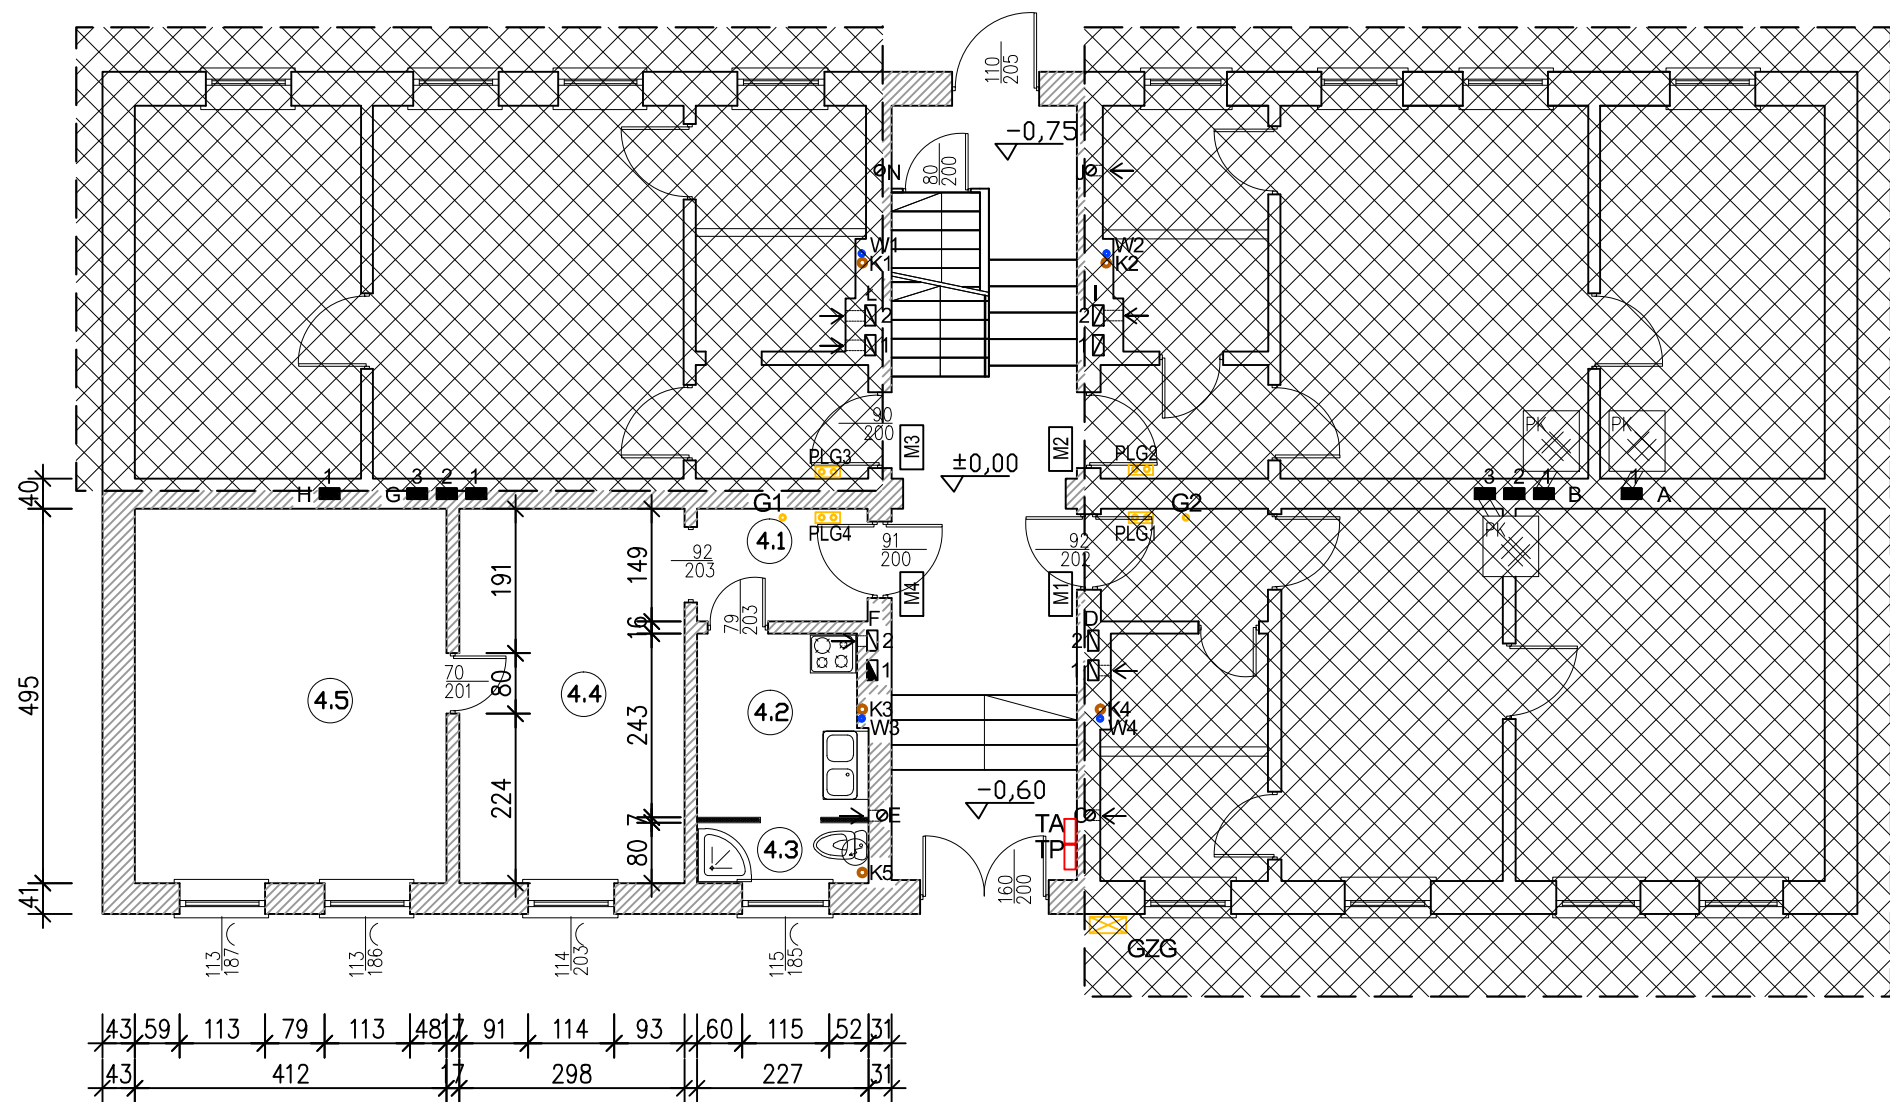 110
205
-0,75
80
200
N
J
W1
K1
W2
K2
L
I
2
2
1
1
90
200
M3
M2
PLG3
PLG2
PK
PK
±0,00
40
H
1
G
3
2
1
3
2
1
B
1
A
G1
G2
PLG4
PLG1
PK
4.1
91
200
92
202
92
203
149
191
M4
M1
79
203
16
F
D
2
2
1
1
495
4.5
70
201
80
4.4
4.2
243
K3
W3
K4
W4
224
-0,60
7
E
C
TA
TP
80
4.3
K5
160
200
41
GZG
113
187
113
186
114
203
115
185
43
59
113
79
113
48
17
91
114
93
60
115
52
31
43
412
17
298
227
31